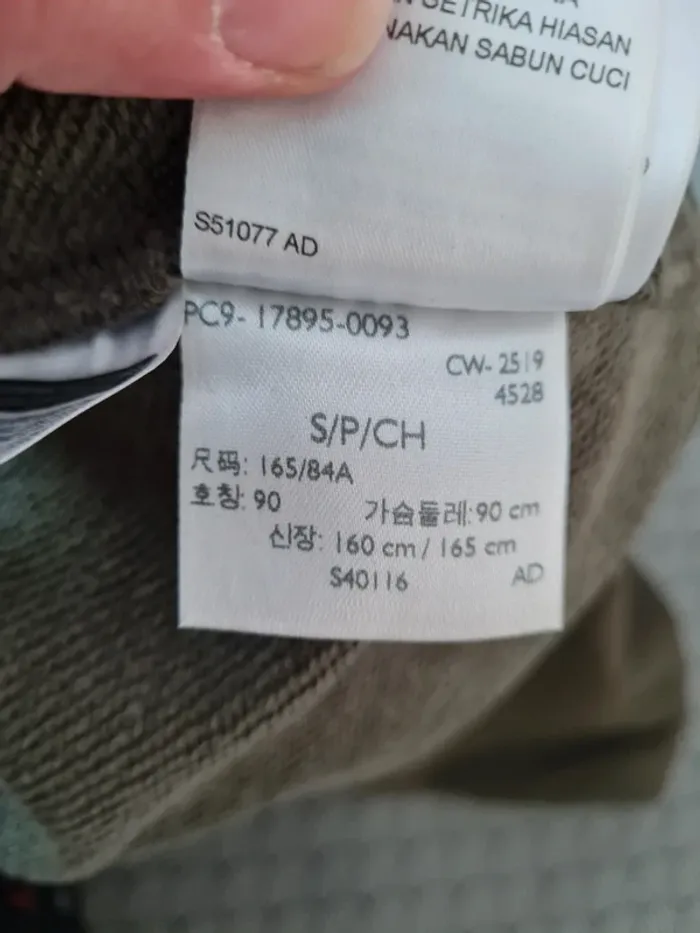 SETRIKA HIASAN
SABUN CUCI
S51077 AD
PC9- 17895-0093
CW- 2519
4528
S/P/CH
尺码: 165/84A
호칭: 90 가슴둘레: 90 cm
신장: 160 cm / 165 cm
S40116 AD